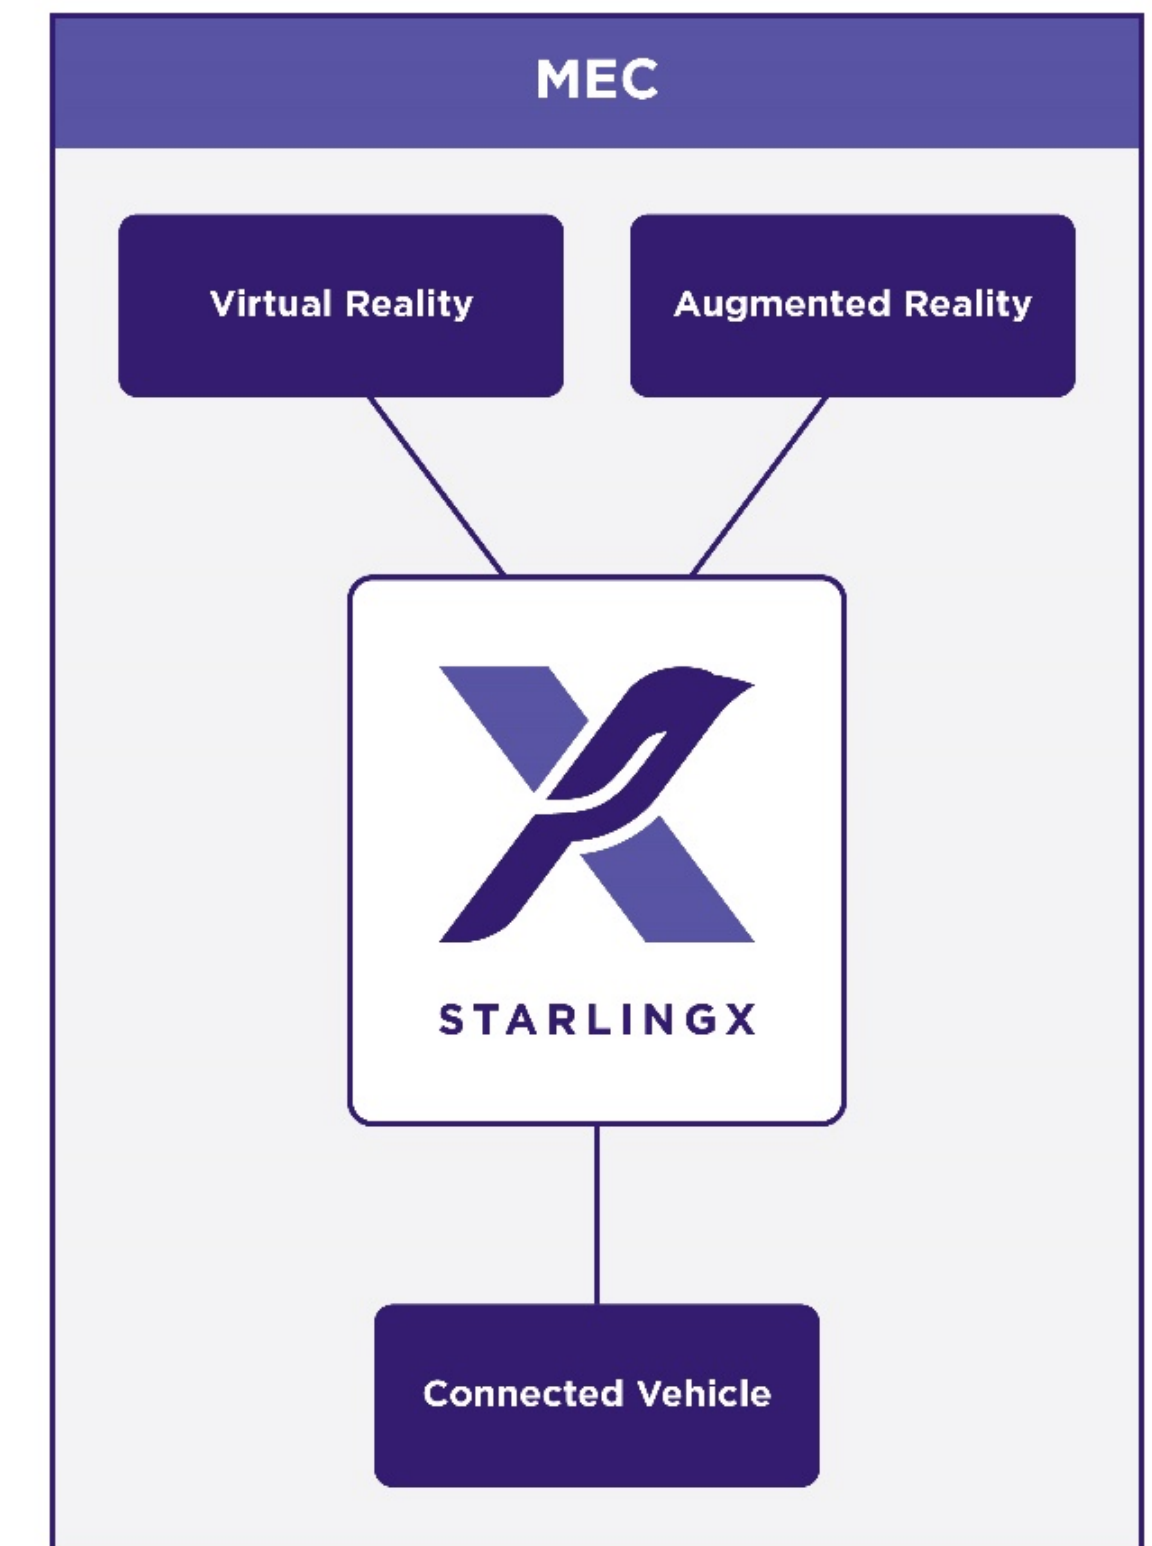 MEC
Virtual Reality
Augmented Reality
STARLINGX
Connected Vehicle